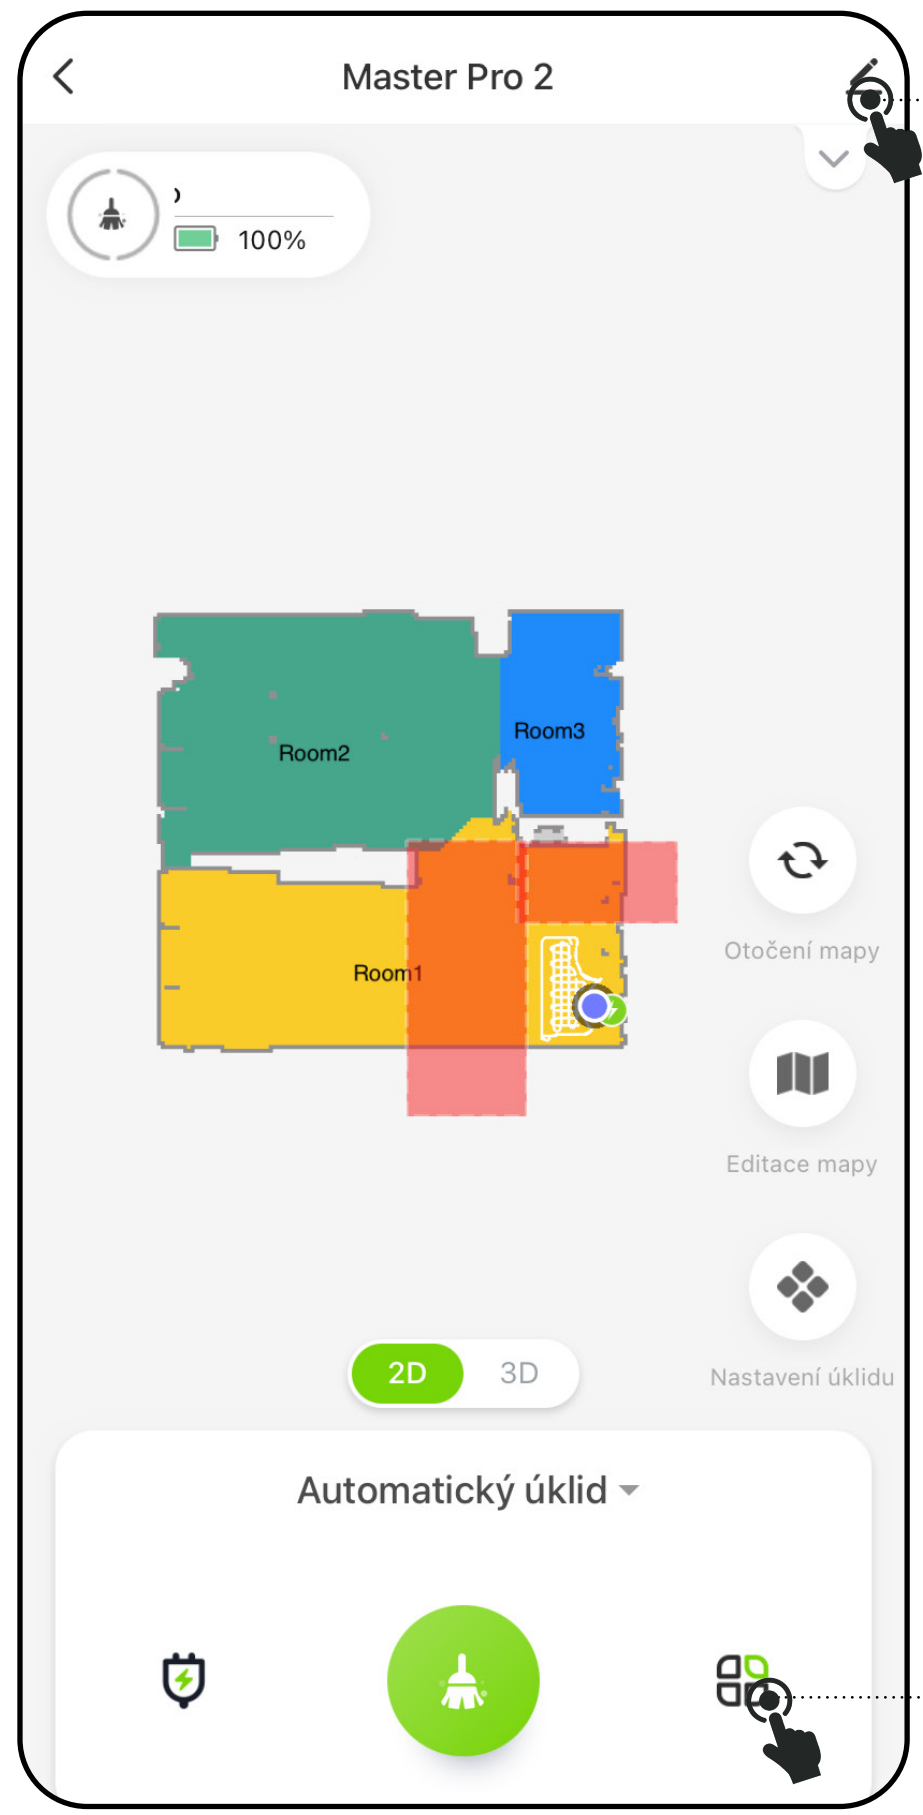 Master Pro 2
100%
Room2
Room3
Room1
Otočení mapy
Editace mapy
Nastavení úklidu
2D
3D
Automatický úklid